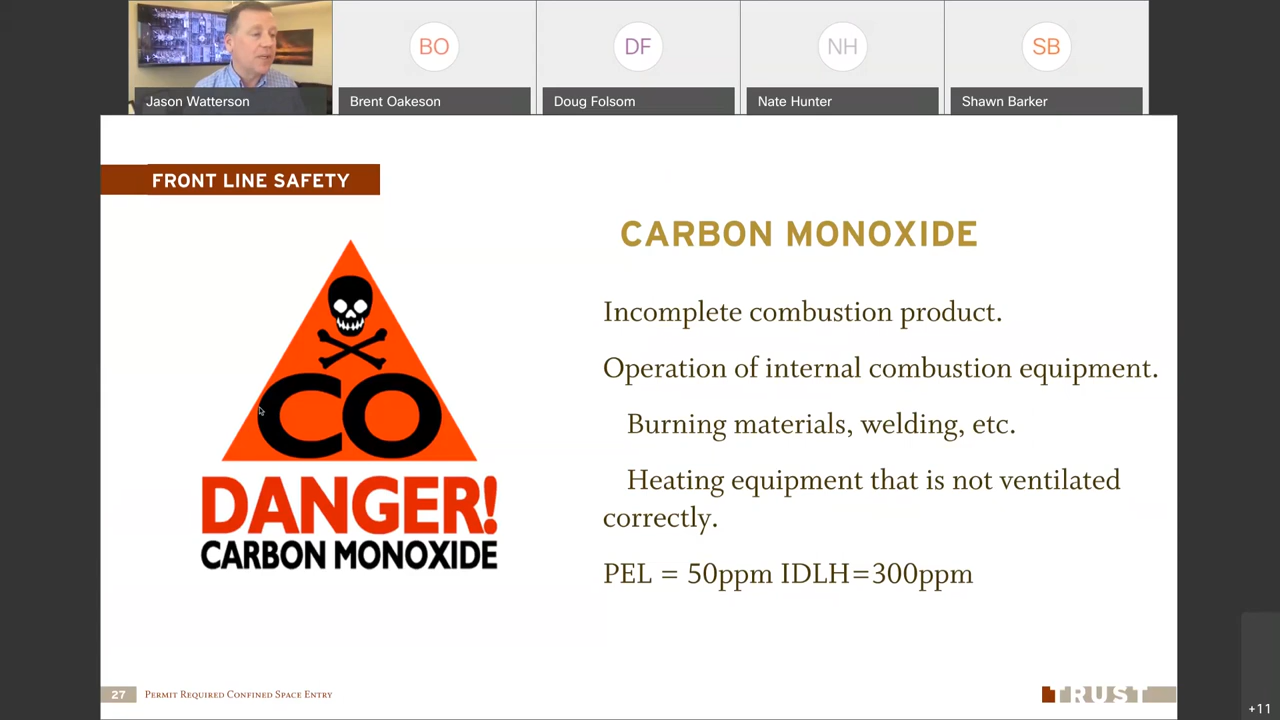 BO
DF
NH
SB
Jason Watterson
Brent Oakeson
Doug Folsom
Nate Hunter
Shawn Barker
FRONT LINE SAFETY
CARBON MONOXIDE
CO
DANGER!
CARBON MONOXIDE
Incomplete combustion product.
Operation of internal combustion equipment.
Burning materials, welding, etc.
Heating equipment that is not ventilated
correctly.
PEL = 50ppm IDLH=300ppm
27
Permit Required Confined Space Entry
TRUST
+11